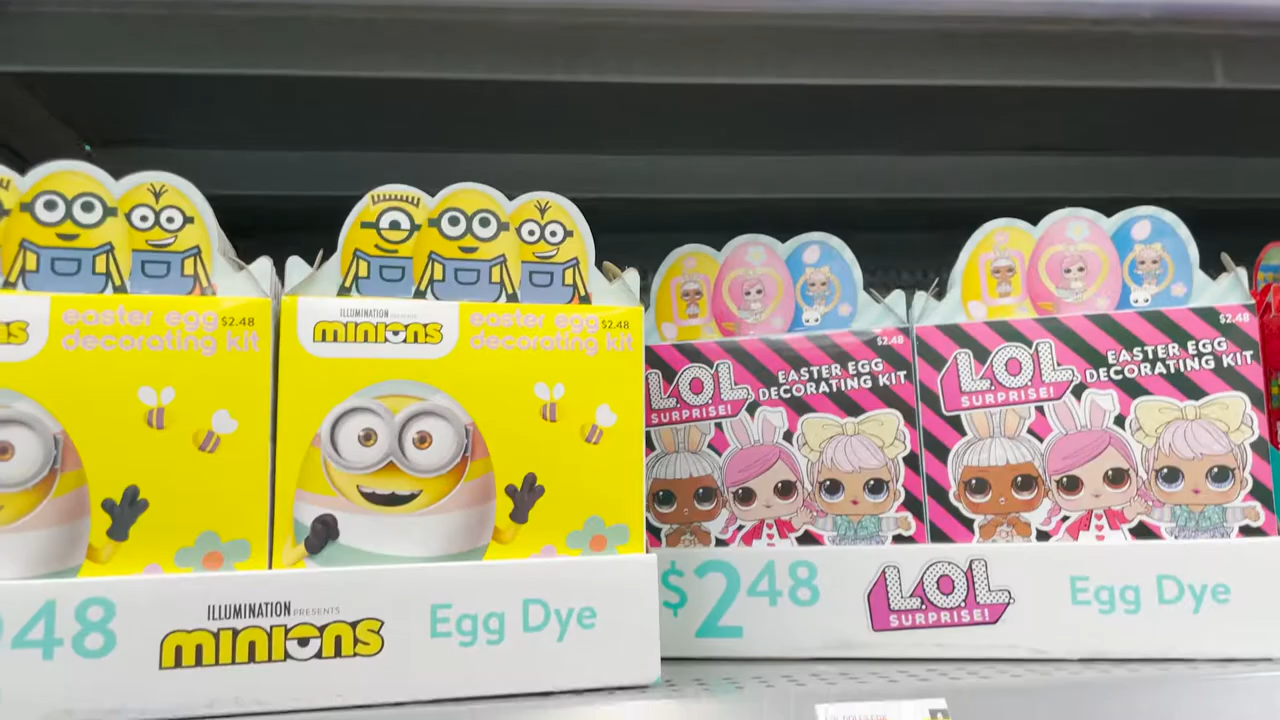 easter egg $2.48
decorating kit
ILLUMINATION PRESENTS
minions
easter egg $2.48
decorating kit
$2.48
L.O.L.
SURPRISE!
EASTER EGG
DECORATING KIT
$2.48
L.O.L.
SURPRISE!
EASTER EGG
DECORATING KIT
48
ILLUMINATION PRESENTS
minions
Egg Dye
$2.48
L.O.L.
SURPRISE!
Egg Dye